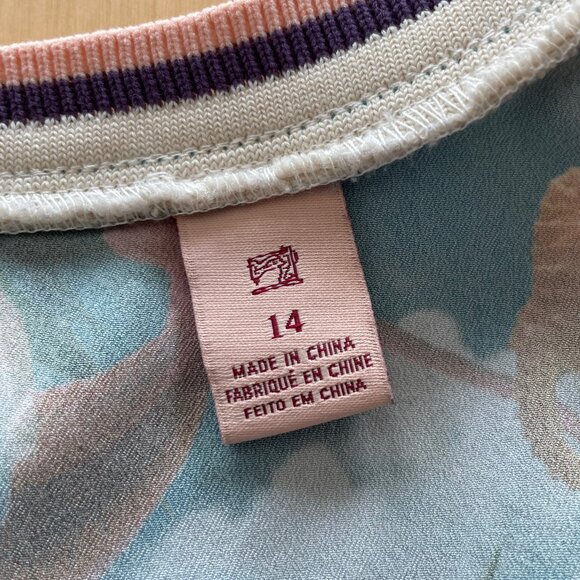 14
MADE IN CHINA
FABRIQUÉ EN CHINE
FEITO EM CHINA